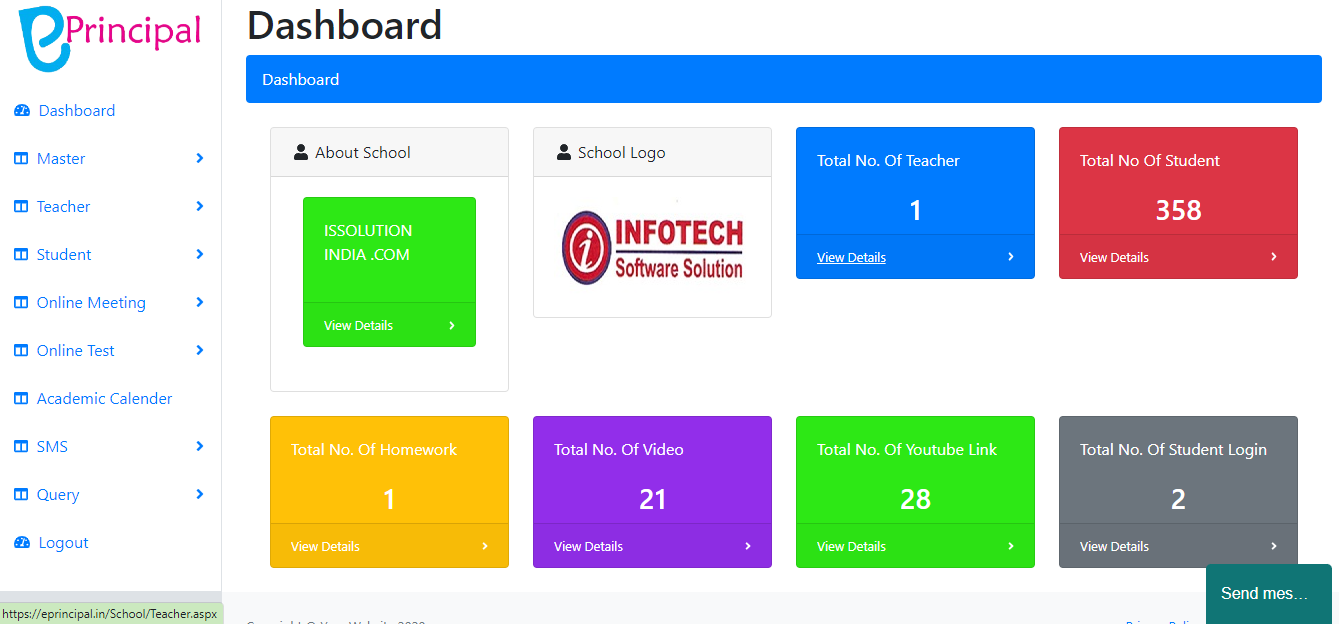 Principal
Dashboard
Master
Teacher
Student
Online Meeting
Online Test
Academic Calender
SMS
Query
Logout
https://eprincipal.in/School/Teacher.aspx
Dashboard
Dashboard
About School
ISSOLUTION
INDIA .COM
View Details
School Logo
i INFOTECH
Software Solution
Total No. Of Teacher
1
View Details
Total No Of Student
358
View Details
Total No. Of Homework
1
View Details
Total No. Of Video
21
View Details
Total No. Of Youtube Link
28
View Details
Total No. Of Student Login
2
View Details
Send mes...